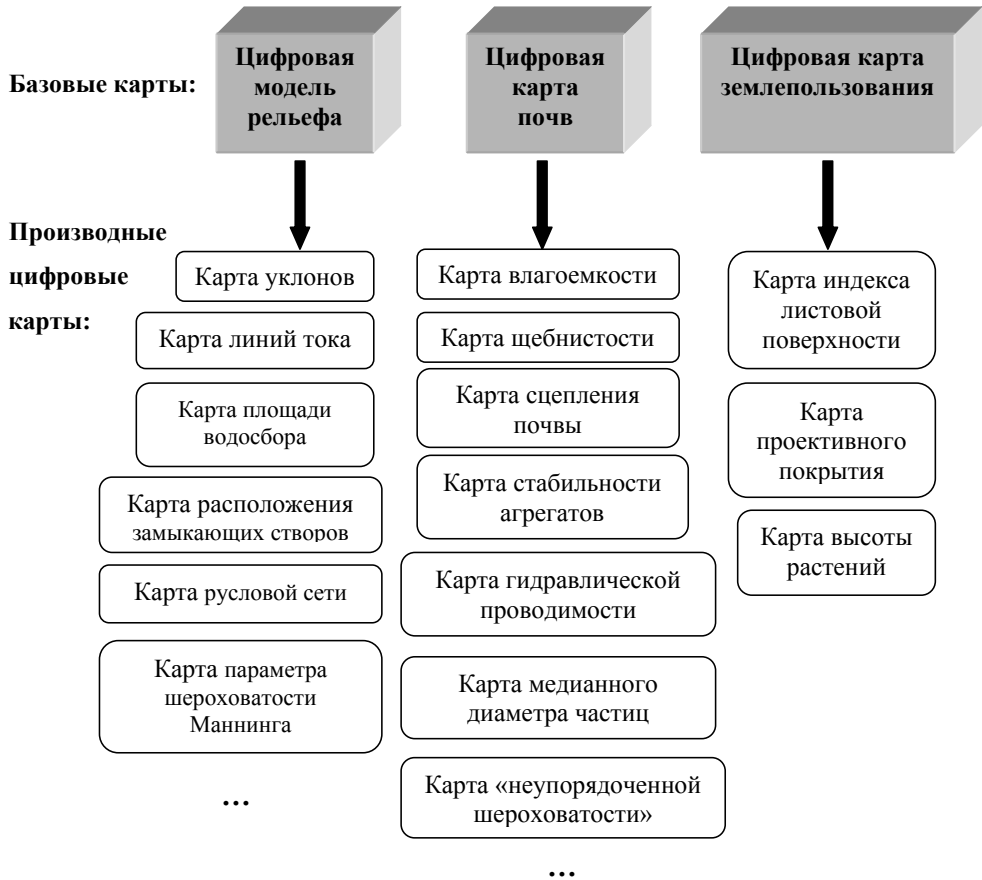 Базовые карты:
Цифровая
модель
рельефа
Цифровая
карта
почв
Цифровая карта
землепользования
Производные
цифровые
карты:
Карта уклонов
Карта линий тока
Карта площади
водосбора
Карта расположения
замыкающих створов
Карта русловой сети
Карта параметра
шероховатости
Маннинга
...
Карта влагоемкости
Карта щебнистости
Карта сцепления
почвы
Карта стабильности
агрегатов
Карта гидравлической
проводимости
Карта медианного
диаметра частиц
Карта «неупорядоченной
шероховатости»
...
Карта индекса
листовой
поверхности
Карта
проективного
покрытия
Карта высоты
растений